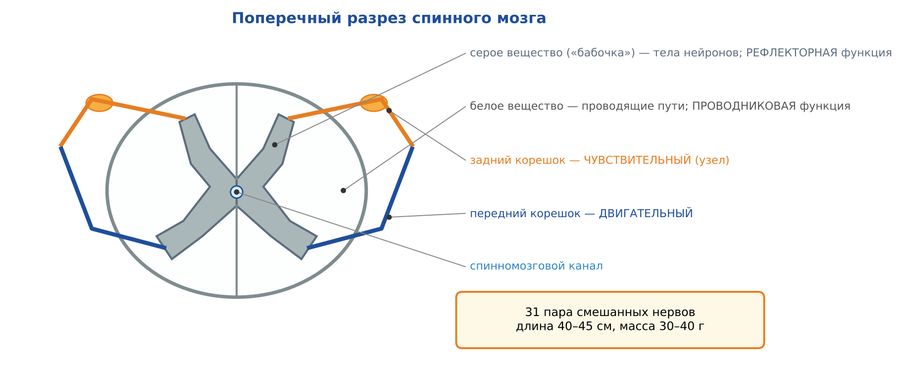 Поперечный разрез спинного мозга
серое вещество («бабочка») — тела нейронов; РЕФЛЕКТОРНАЯ функция
белое вещество — проводящие пути; ПРОВОДНИКОВАЯ функция
задний корешок — ЧУВСТВИТЕЛЬНЫЙ (узел)
передний корешок — ДВИГАТЕЛЬНЫЙ
спинномозговой канал
31 пара смешанных нервов
длина 40–45 см, масса 30–40 г